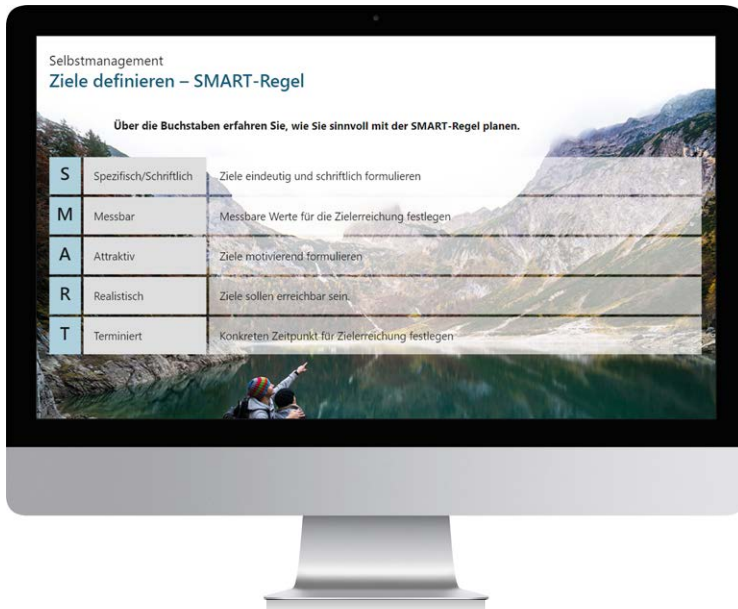 Selbstmanagement
Ziele definieren – SMART-Regel
Über die Buchstaben erfahren Sie, wie Sie sinnvoll mit der SMART-Regel planen.
S Spezifisch/Schriftlich Ziele eindeutig und schriftlich formulieren
M Messbar Messbare Werte für die Zielerreichung festlegen
A Attraktiv Ziele motivierend formulieren
R Realistisch Ziele sollen erreichbar sein.
T Terminiert Konkreten Zeitpunkt für Zielerreichung festlegen